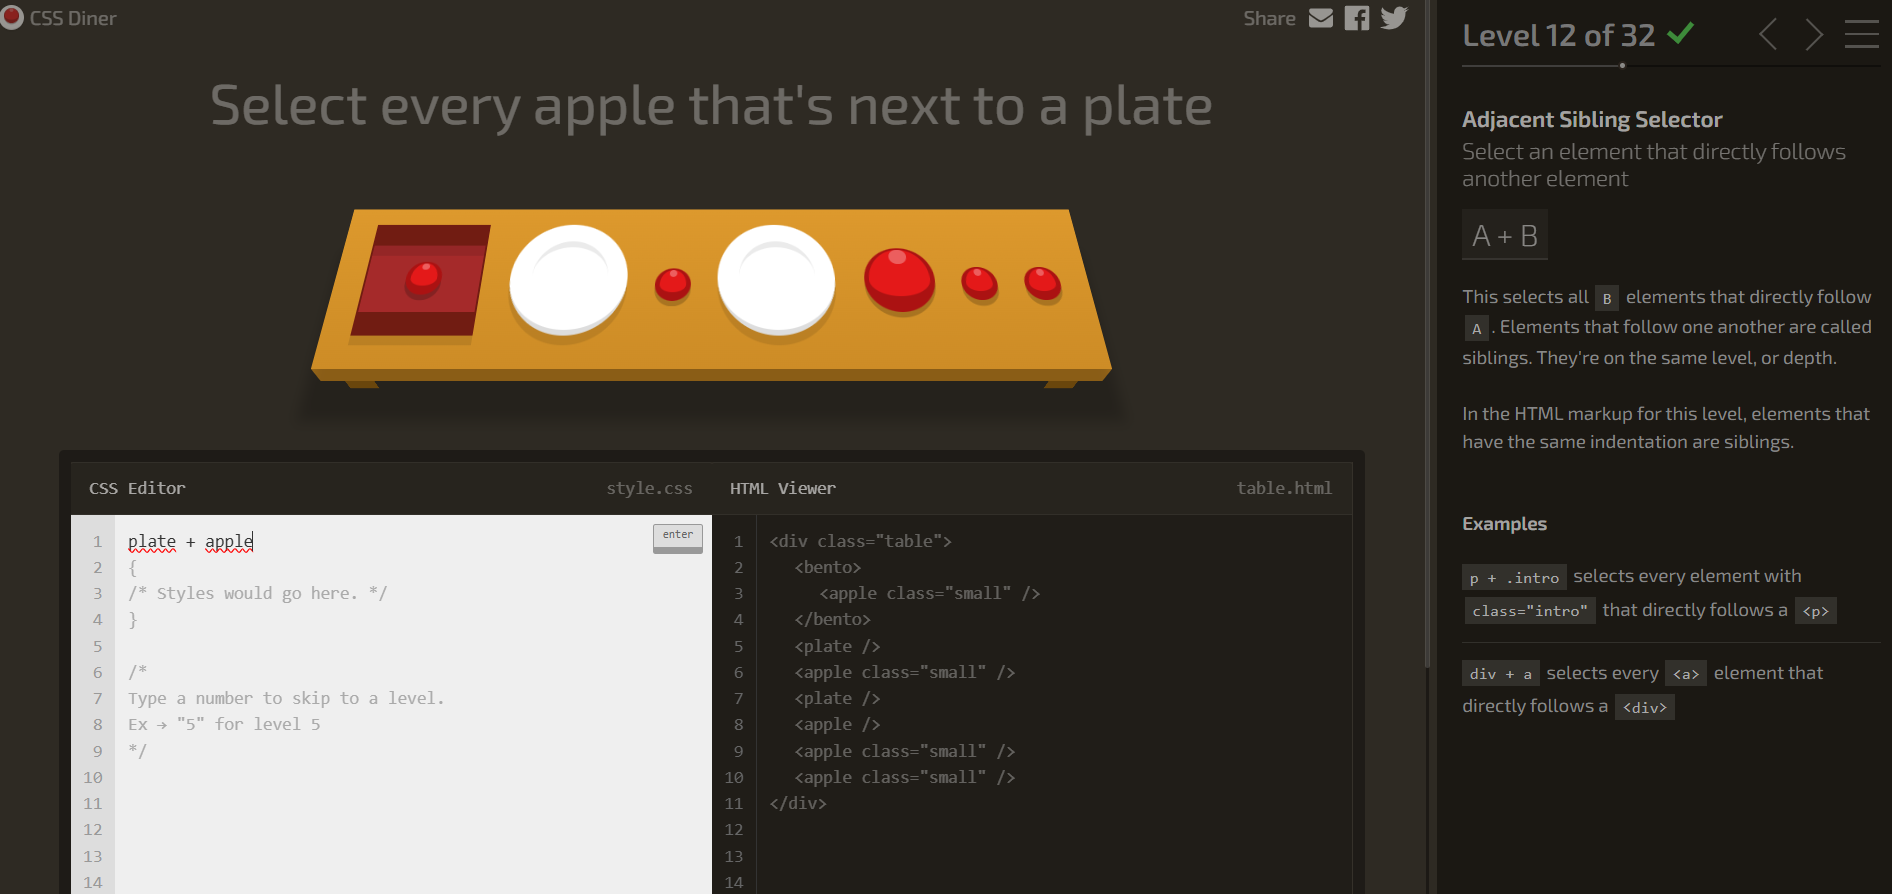 CSS Diner
Share
Select every apple that's next to a plate
CSS Editor
style.css
HTML Viewer
table.html
1 plate + apple
enter
2 {
3 /* Styles would go here. */
4 }
5
6 /*
7 Type a number to skip to a level.
8 Ex → "5" for level 5
9 */
10
11
12
13
14
1 <div class="table">
2 <bento>
3 <apple class="small" />
4 </bento>
5 <plate />
6 <apple class="small" />
7 <plate />
8 <apple />
9 <apple class="small" />
10 <apple class="small" />
11 </div>
12
13
14
Level 12 of 32
Adjacent Sibling Selector
Select an element that directly follows
another element
A + B
This selects all B elements that directly follow
A . Elements that follow one another are called
siblings. They're on the same level, or depth.
In the HTML markup for this level, elements that
have the same indentation are siblings.
Examples
p + .intro selects every element with
class="intro" that directly follows a <p>
div + a selects every <a> element that
directly follows a <div>